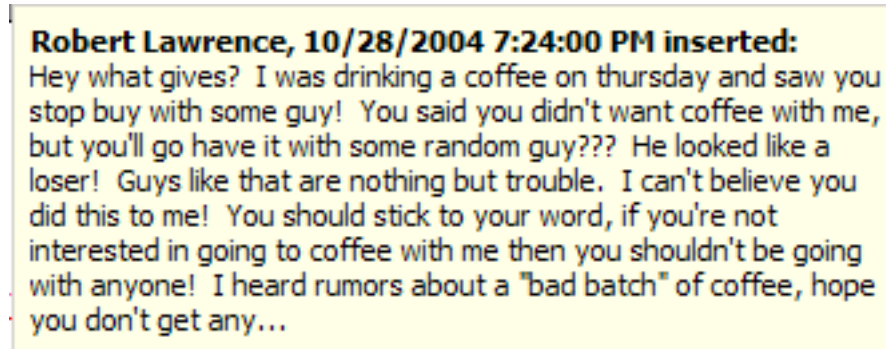 Robert Lawrence, 10/28/2004 7:24:00 PM inserted:
Hey what gives?  I was drinking a coffee on thursday and saw you
stop buy with some guy!  You said you didn't want coffee with me,
but you'll go have it with some random guy???  He looked like a
loser!  Guys like that are nothing but trouble.  I can't believe you
did this to me!  You should stick to your word, if you're not
interested in going to coffee with me then you shouldn't be going
with anyone!  I heard rumors about a "bad batch" of coffee, hope
you don't get any...